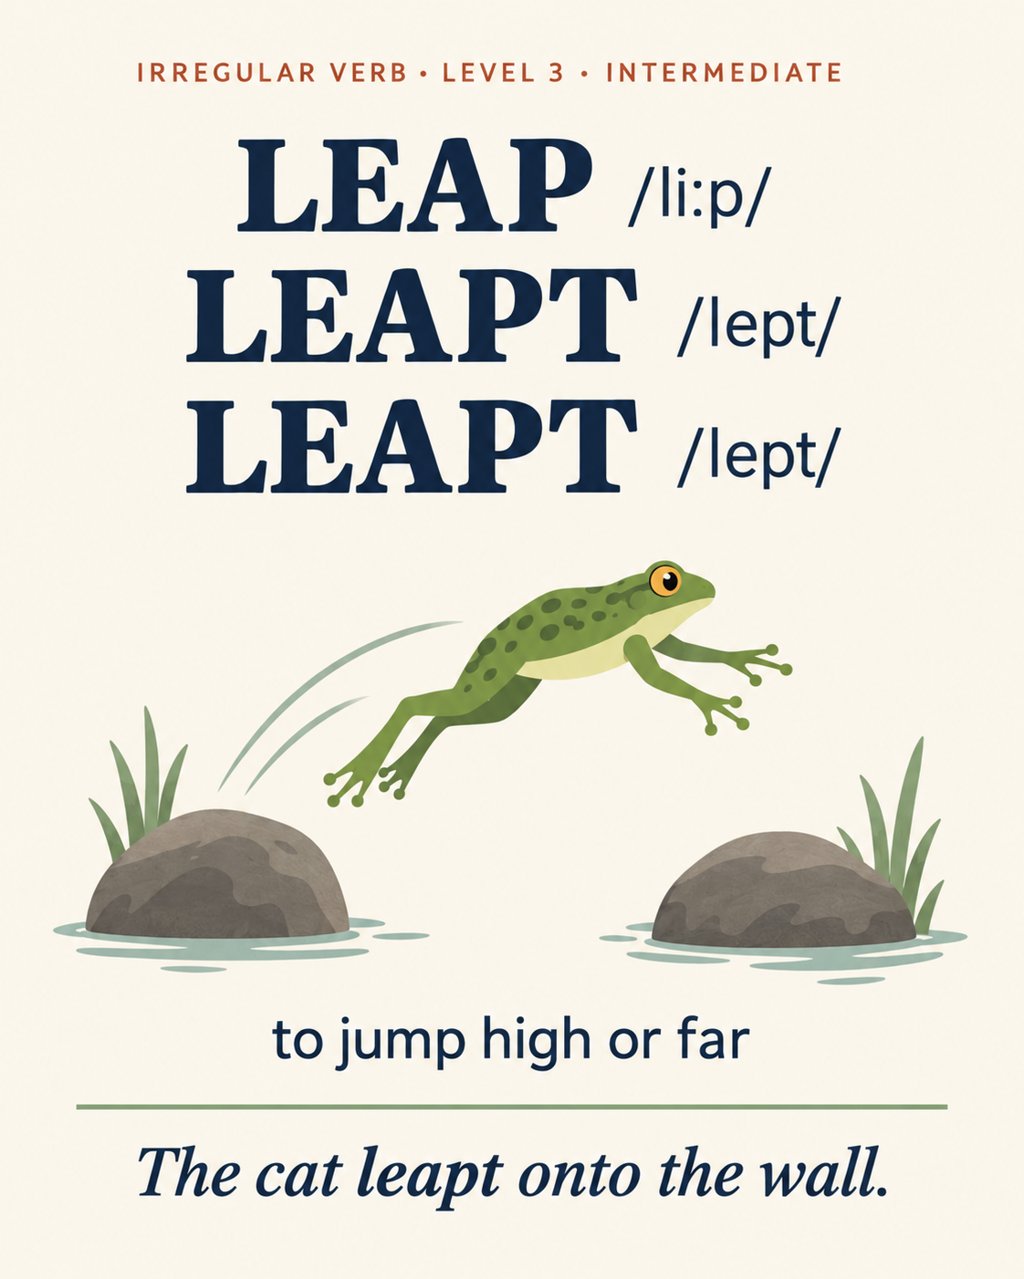 IRREGULAR VERB • LEVEL 3 • INTERMEDIATE
LEAP /li:p/
LEAPT /lept/
LEAPT /lept/
to jump high or far
The cat leapt onto the wall.